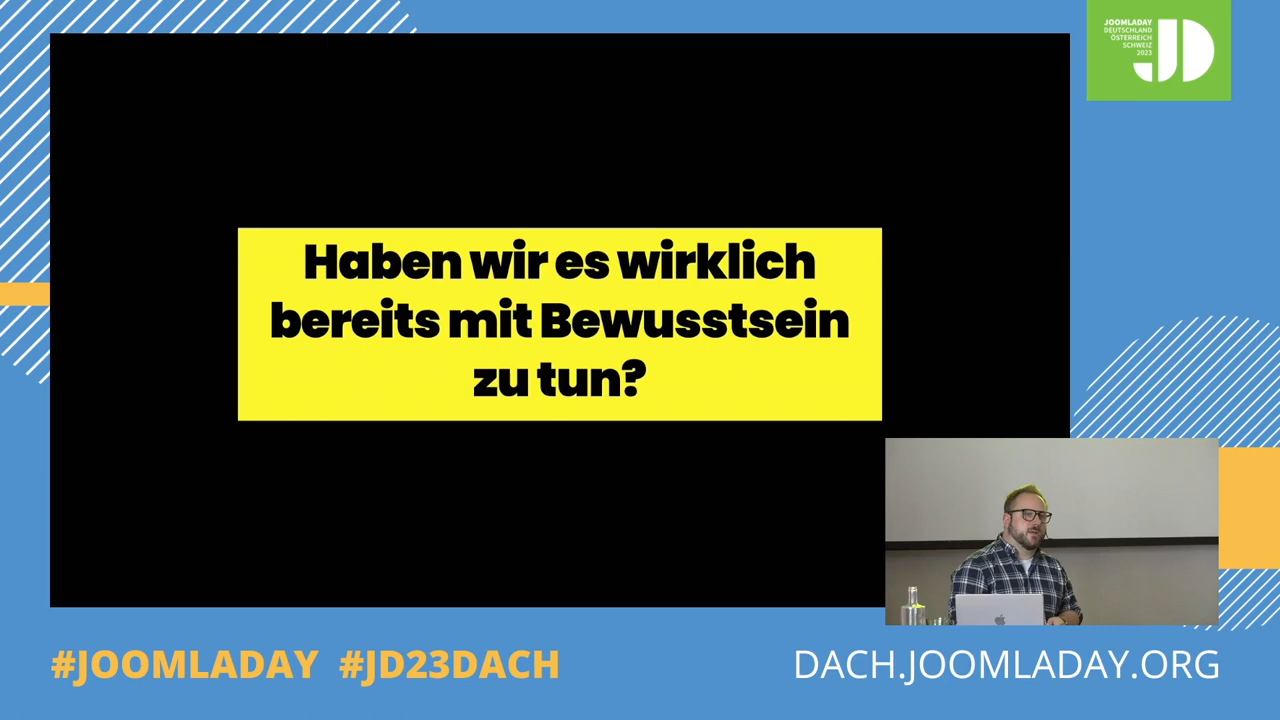 JOOMLADAY
DEUTSCHLAND
ÖSTERREICH
SCHWEIZ
2023
JD
Haben wir es wirklich
bereits mit Bewusstsein
zu tun?
#JOOMLADAY #JD23DACH
DACH.JOOMLADAY.ORG